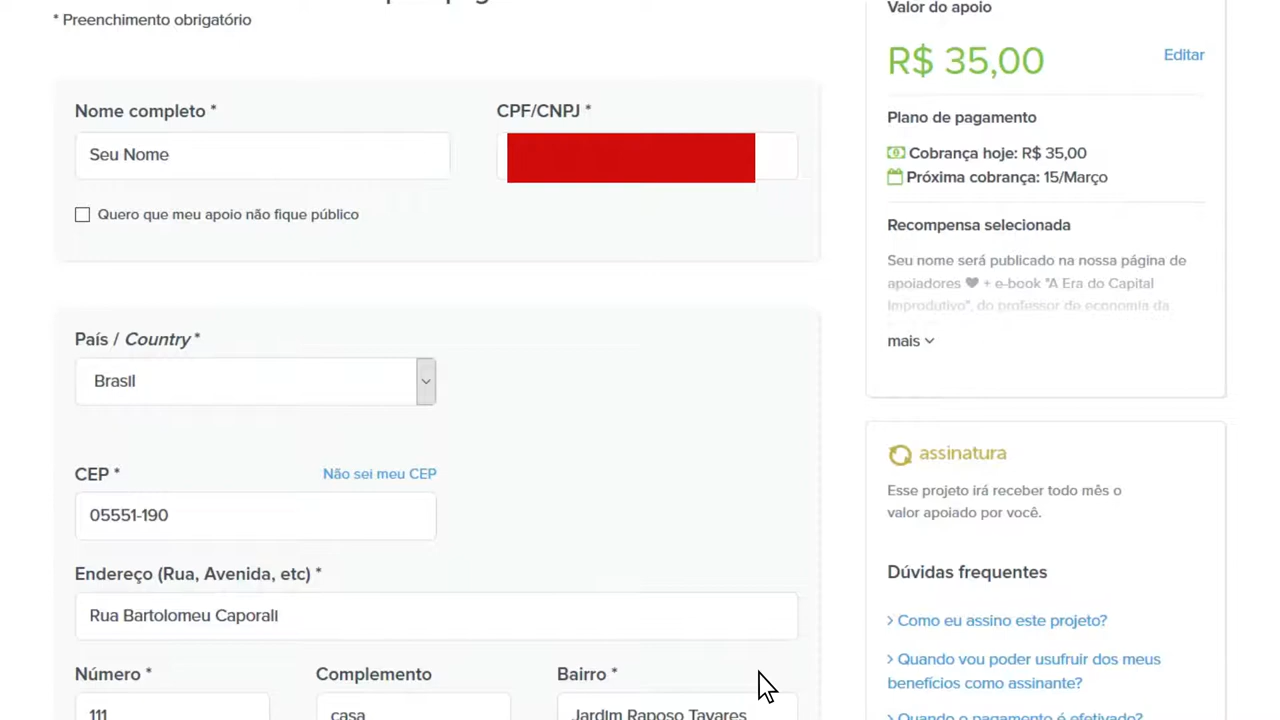 * Preenchimento obrigatório
Nome completo *
Seu Nome
CPF/CNPJ *
Quero que meu apoio não fique público
País / Country *
Brasil
CEP *
Não sei meu CEP
05551-190
Endereço (Rua, Avenida, etc) *
Rua Bartolomeu Caporali
Número *
111
Complemento
casa
Bairro *
Jardim Raposo Tavares
Valor do apoio
R$ 35,00
Editar
Plano de pagamento
Cobrança hoje: R$ 35,00
Próxima cobrança: 15/Março
Recompensa selecionada
Seu nome será publicado na nossa página de
apoiadores ♥ + e-book "A Era do Capital
Improdutivo", do professor de economia da
mais
assinatura
Esse projeto irá receber todo mês o
valor apoiado por você.
Dúvidas frequentes
> Como eu assino este projeto?
> Quando vou poder usufruir dos meus
benefícios como assinante?
> Quando o pagamento é efetivado?